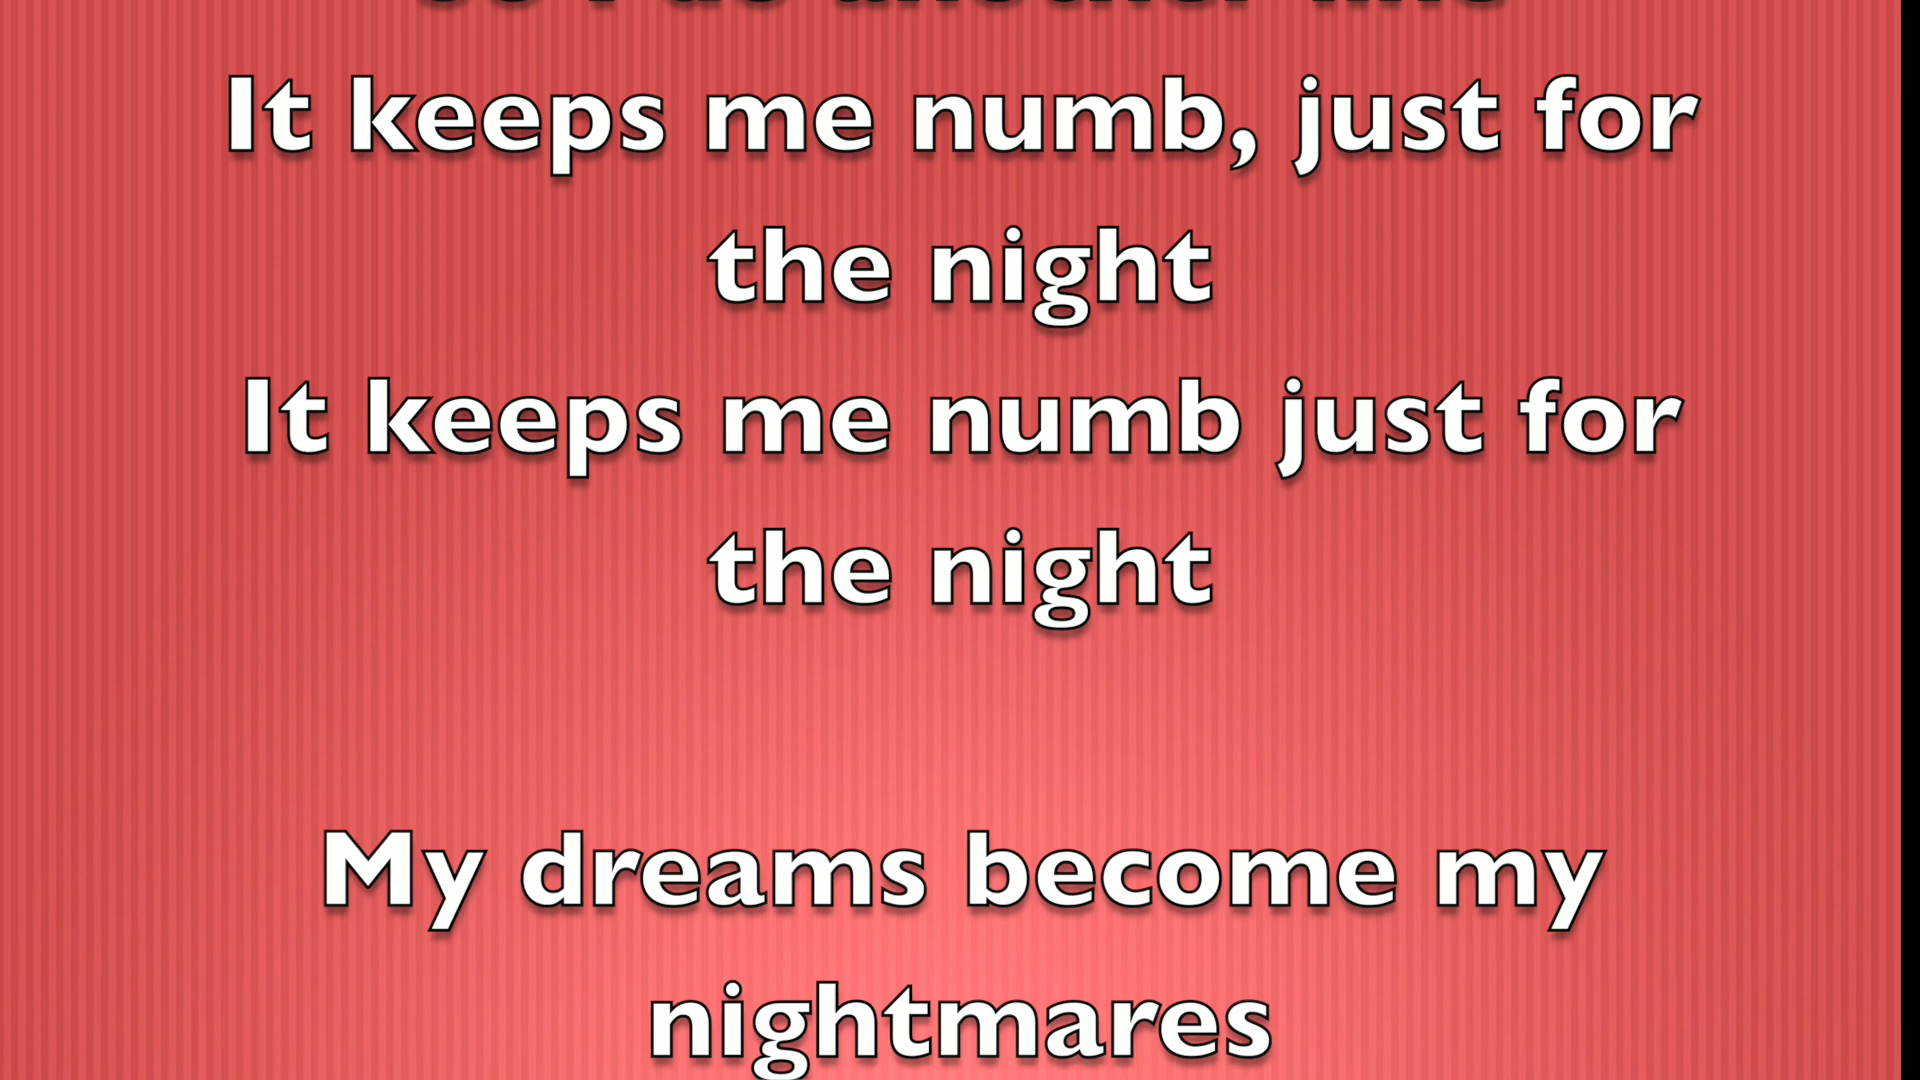 It keeps me numb, just for
the night
It keeps me numb just for
the night
My dreams become my
nightmares